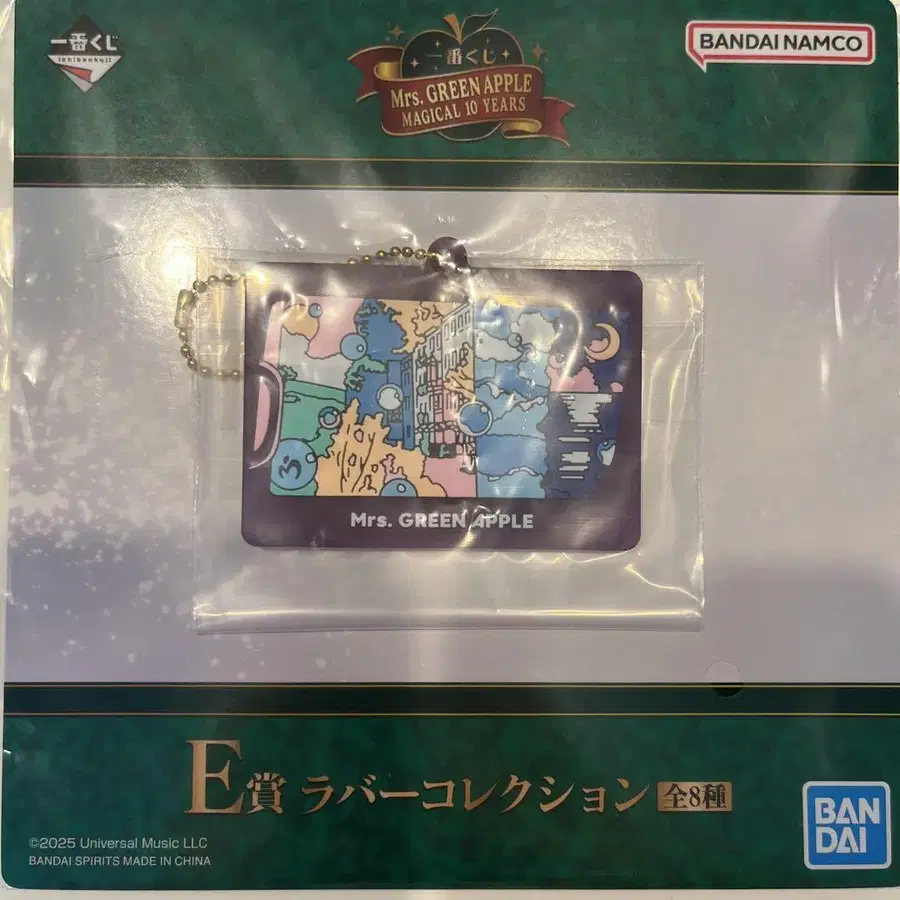 一番くじ
ichibankuji
一番くじ
Mrs. GREEN APPLE
MAGICAL 10 YEARS
BANDAI NAMCO
Mrs. GREEN APPLE
E賞 ラバーコレクション 全8種
©2025 Universal Music LLC
BANDAI SPIRITS MADE IN CHINA
BAN
DAI